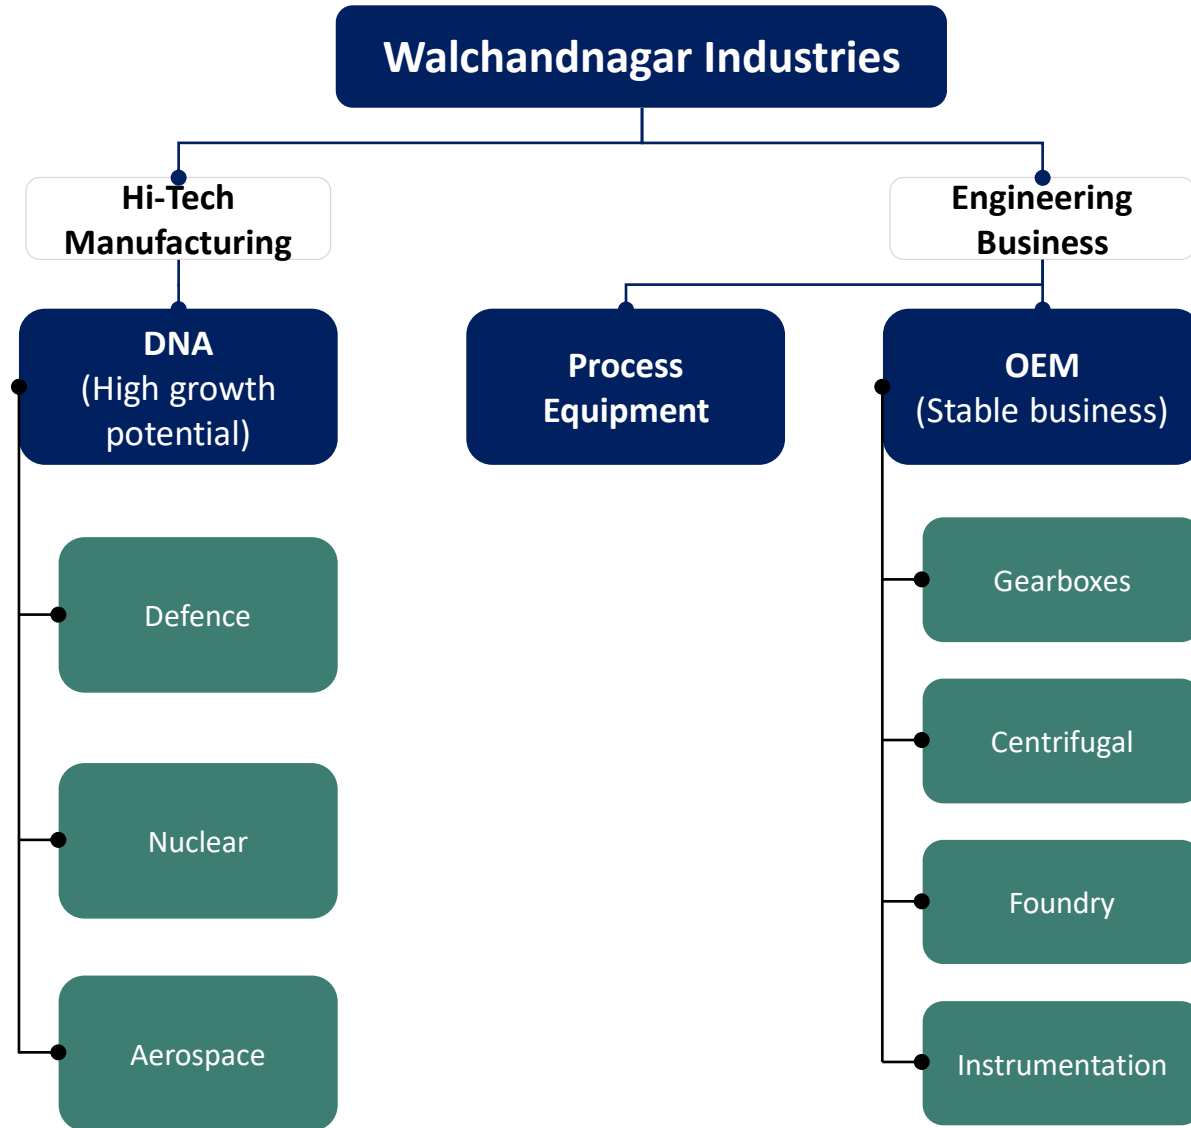 Walchandnagar Industries
Hi-Tech
Manufacturing
Engineering
Business
DNA
(High growth
potential)
Process
Equipment
OEM
(Stable business)
Defence
Nuclear
Aerospace
Gearboxes
Centrifugal
Foundry
Instrumentation